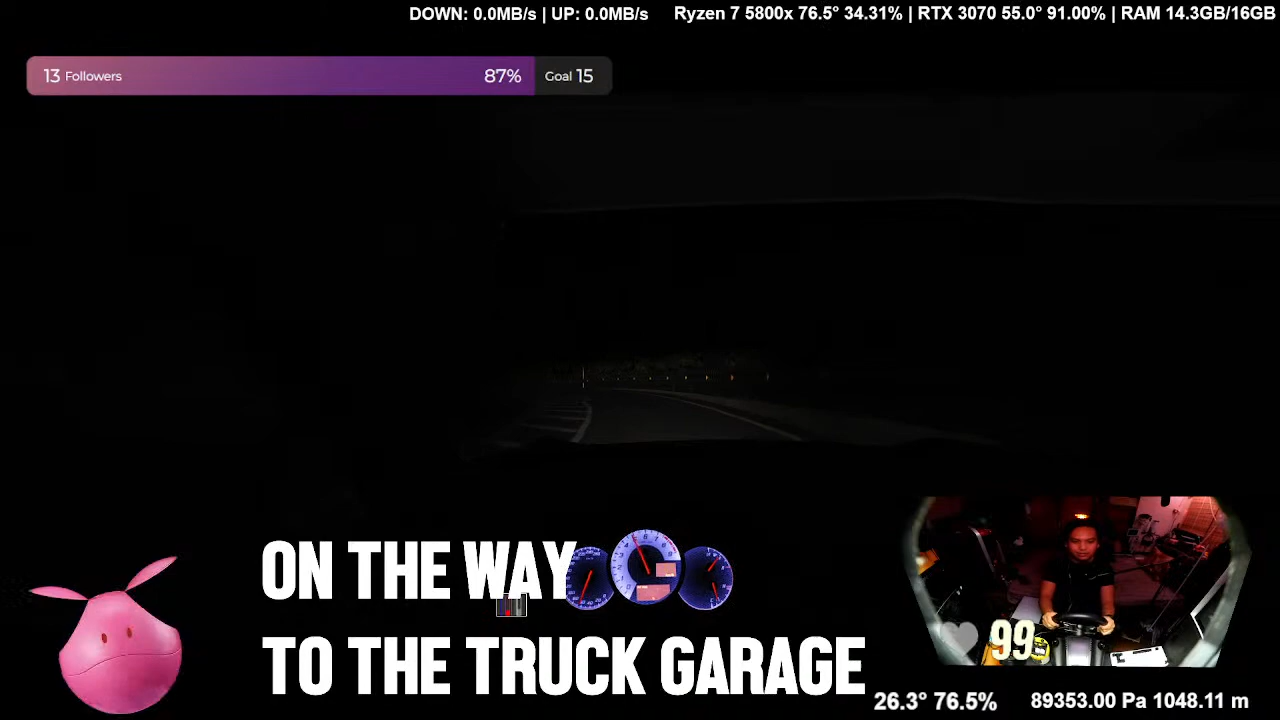 DOWN: 0.0MB/s | UP: 0.0MB/s Ryzen 7 5800x 76.5° 34.31% | RTX 3070 55.0° 91.00% | RAM 14.3GB/16GB
13 Followers 87% Goal 15
ON THE WAY
TO THE TRUCK GARAGE
99
26.3° 76.5% 89353.00 Pa 1048.11 m